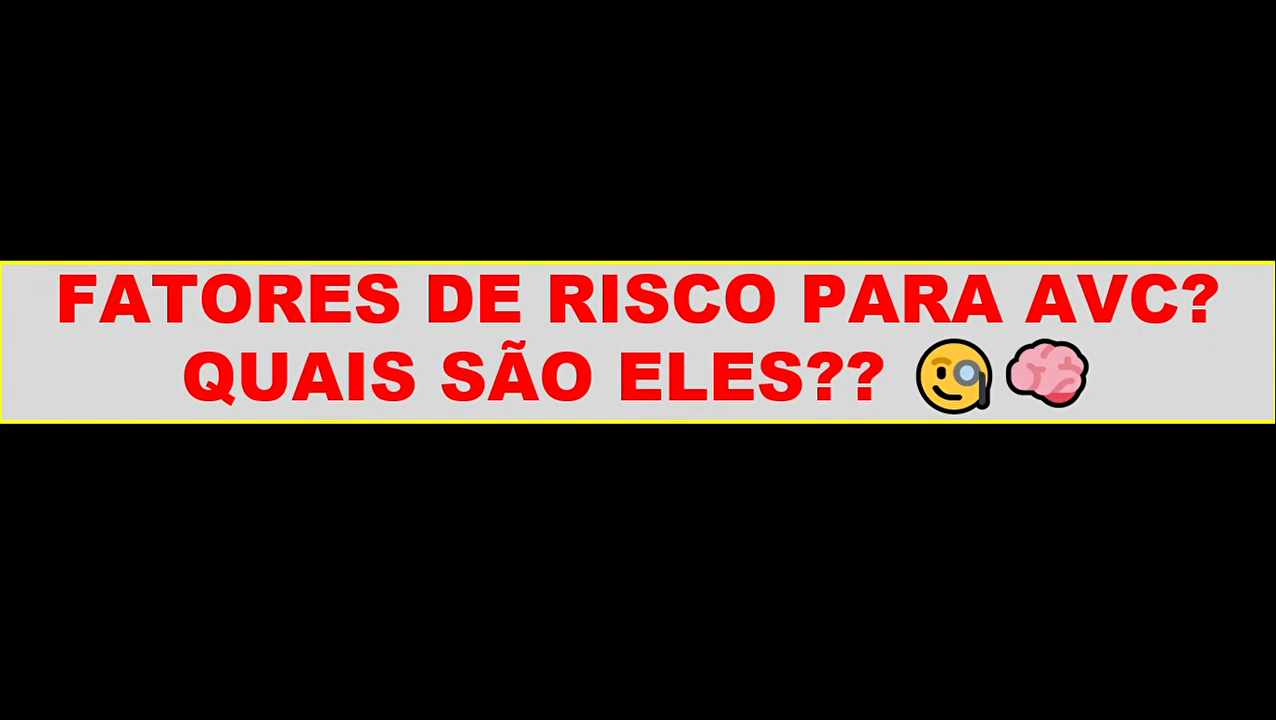 FATORES DE RISCO PARA AVC?
QUAIS SÃO ELES?? 🧐🧠